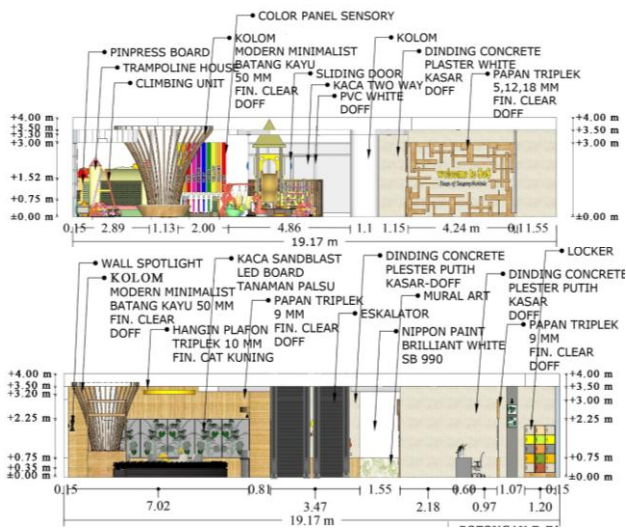 COLOR PANEL SENSORY
PINPRESS BOARD
TRAMPOLINE HOUSE
CLIMBING UNIT
KOLOM
MODERN MINIMALIST
BATANG KAYU
50 MM
FIN. CLEAR
DOFF
SLIDING DOOR
KACA TWO WAY
PVC WHITE
DOFF
KOLOM
DINDING CONCRETE
PLASTER WHITE
KASAR
DOFF
PAPAN TRIPLEK
5,12,18 MM
FIN. CLEAR
DOFF
+4.00 m
+3.50 m
+3.00 m
+1.52 m
+0.75 m
±0.00 m
welcome to SoS
+4.00 m
+3.50 m
+3.00 m
+1.52 m
+0.75 m
±0.00 m
0.15 2.89 1.13 2.00 4.86 1.1 1.15 4.24 m 1.55
19.17 m
WALL SPOTLIGHT
KOLOM
MODERN MINIMALIST
BATANG KAYU 50 MM
FIN. CLEAR
DOFF
HANGIN PLAFON
TRIPLEK 10 MM
FIN. CAT KUNING
KACA SANDBLAST
LED BOARD
TANAMAN PALSU
PAPAN TRIPLEK
9 MM
FIN. CLEAR
DOFF
DINDING CONCRETE
PLESTER PUTIH
KASAR-DOFF
ESKALATOR
MURAL ART
NIPPON PAINT
BRILLIANT WHITE
SB 990
LOCKER
DINDING CONCRETE
PLESTER PUTIH
KASAR
DOFF
PAPAN TRIPLEK
9 MM
FIN. CLEAR
DOFF
+4.00 m
+3.50 m
+3.20 m
+2.25 m
+0.75 m
+0.35 m
±0.00 m
+4.00 m
+3.50 m
+3.00 m
+2.25 m
+0.75 m
±0.00 m
0.15 7.02 0.81 3.47 1.55 2.18 0.60 0.97 1.07 1.20 0.15
19.17 m